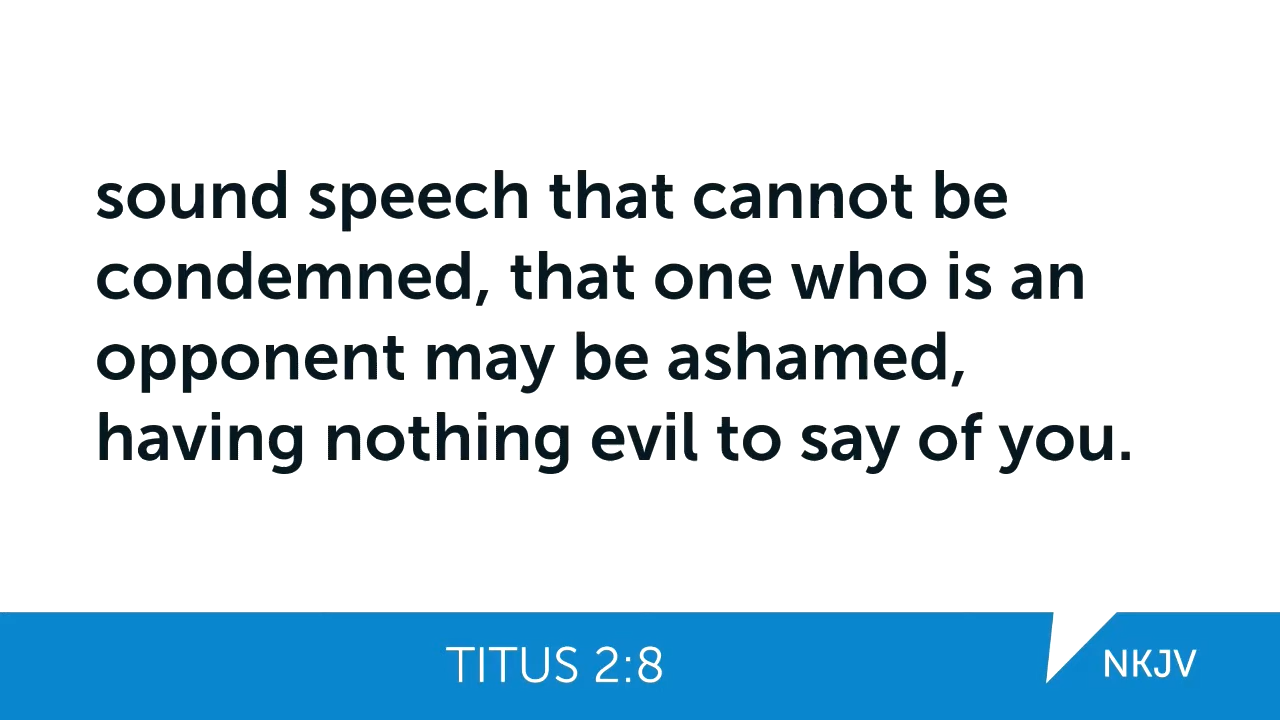 sound speech that cannot be
condemned, that one who is an
opponent may be ashamed,
having nothing evil to say of you.
TITUS 2:8
NKJV